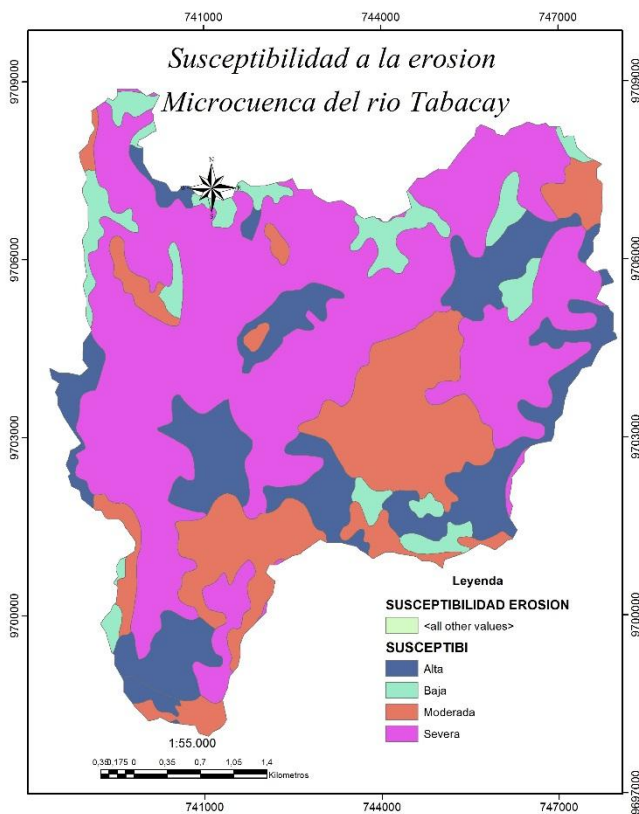 741000 744000 747000
Susceptibilidad a la erosion
Microcuenca del rio Tabacay
9709000 9709000
N
9706000 9706000
9703000 9703000
Leyenda
SUSCEPTIBILIDAD EROSION
<all other values>
SUSCEPTIBI
Alta
Baja
Moderada
Severa
9700000 9700000
1:55.000
0,35 0,175 0 0,35 0,7 1,05 1,4
Kilometros
9697000
741000 744000 747000